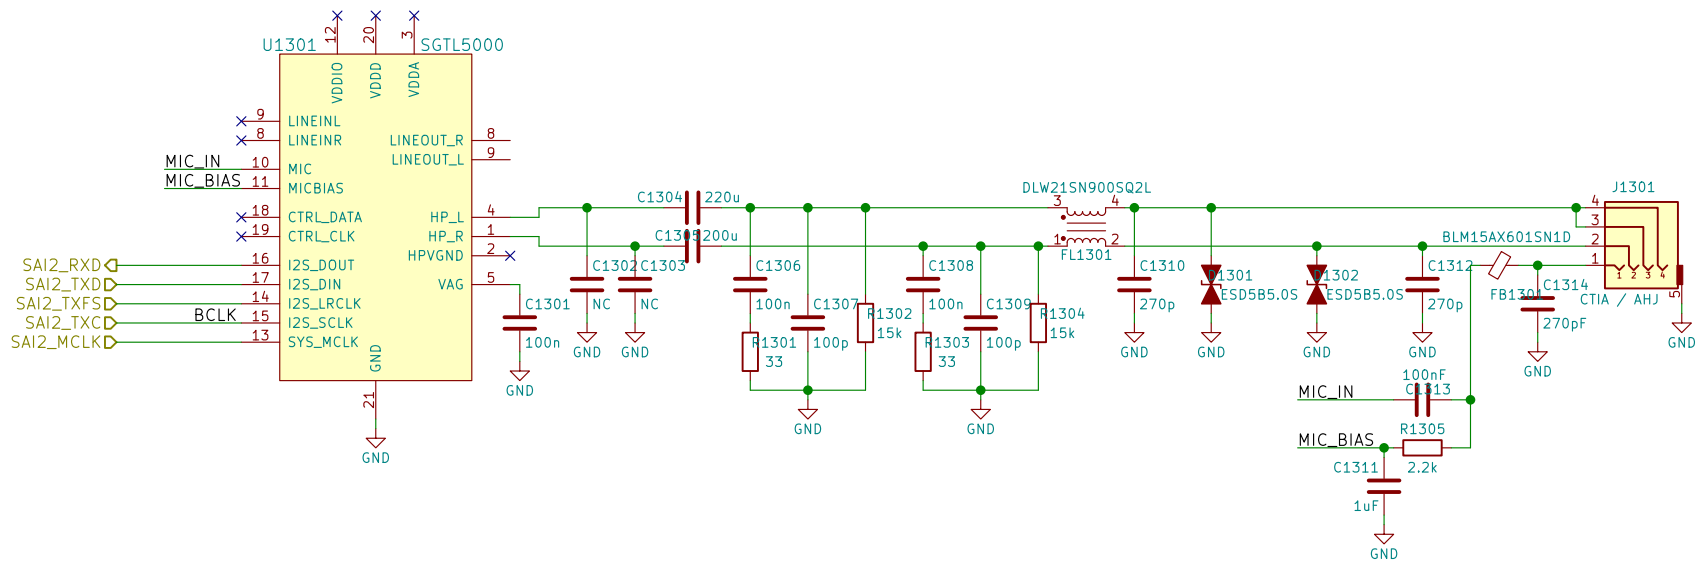 U1301
SGTL5000
12
20
3
VDDIO
VDDD
VDDA
9
LINEINL
8
LINEINR
LINEOUT_R
8
LINEOUT_L
9
MIC_IN
10
MIC
MIC_BIAS
11
MICBIAS
18
CTRL_DATA
HP_L
4
19
CTRL_CLK
HP_R
1
HPVGND
2
SAI2_RXD
16
I2S_DOUT
SAI2_TXD
17
I2S_DIN
VAG
5
SAI2_TXFS
14
I2S_LRCLK
SAI2_TXC
BCLK
15
I2S_SCLK
SAI2_MCLK
13
SYS_MCLK
GND
21
GND
C1301
100n
GND
C1302
NC
GND
C1303
NC
GND
C1304
220u
C1305
200u
C1306
100n
R1301
33
C1307
100p
R1302
15k
GND
C1308
100n
R1303
33
C1309
100p
R1304
15k
GND
DLW21SN900SQ2L
3
4
1
2
FL1301
C1310
270p
GND
D1301
ESD5B5.0S
GND
D1302
ESD5B5.0S
GND
C1312
270p
GND
BLM15AX601SN1D
FB1301
C1314
270pF
GND
J1301
4
3
2
1
1
2
3
4
5
CTIA / AHJ
GND
MIC_IN
100nF
C1313
MIC_BIAS
R1305
2.2k
C1311
1uF
GND